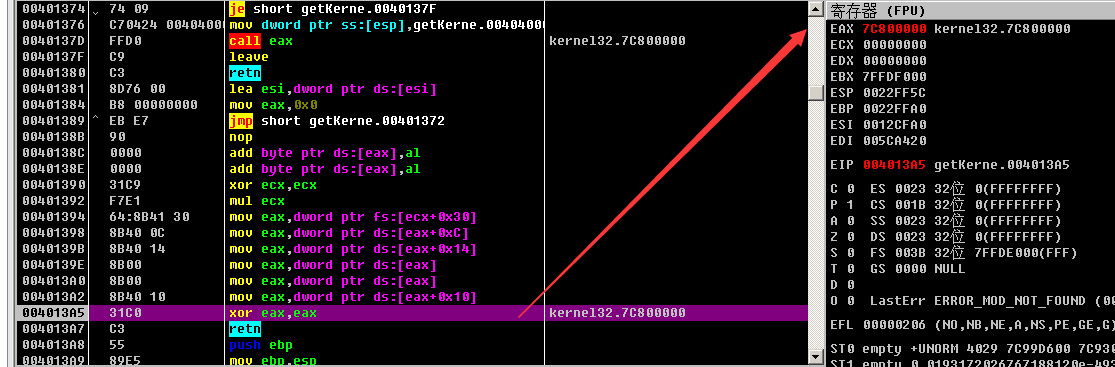 00401374 74 09 je short getKerne.0040137F
00401376 C70424 0040400 mov dword ptr ss:[esp],getKerne.0040400
0040137D FFD0 call eax kernel32.7C800000
0040137F C9 leave
00401380 C3 retn
00401381 8D76 00 lea esi,dword ptr ds:[esi]
00401384 B8 00000000 mov eax,0x0
00401389 ^ EB E7 jmp short getKerne.00401372
0040138B 90 nop
0040138C 0000 add byte ptr ds:[eax],al
0040138E 0000 add byte ptr ds:[eax],al
00401390 31C9 xor ecx,ecx
00401392 F7E1 mul ecx
00401394 64:8B41 30 mov eax,dword ptr fs:[ecx+0x30]
00401398 8B40 0C mov eax,dword ptr ds:[eax+0xC]
0040139B 8B40 14 mov eax,dword ptr ds:[eax+0x14]
0040139E 8B00 mov eax,dword ptr ds:[eax]
004013A0 8B00 mov eax,dword ptr ds:[eax]
004013A2 8B40 10 mov eax,dword ptr ds:[eax+0x10]
004013A5 31C0 xor eax,eax kernel32.7C800000
004013A7 C3 retn
004013A8 55 push ebp
004013A9 89E5 mov ebp,esp
寄存器 (FPU)
EAX 7C800000 kernel32.7C800000
ECX 00000000
EDX 00000000
EBX 7FFDF000
ESP 0022FF5C
EBP 0022FFA0
ESI 0012CFA0
EDI 005CA420
EIP 004013A5 getKerne.004013A5
C 0 ES 0023 32位 0(FFFFFFFF)
P 1 CS 001B 32位 0(FFFFFFFF)
A 0 SS 0023 32位 0(FFFFFFFF)
Z 0 DS 0023 32位 0(FFFFFFFF)
S 0 FS 003B 32位 7FFDE000(FFF)
T 0 GS 0000 NULL
D 0
O 0 LastErr ERROR_MOD_NOT_FOUND (00
EFL 00000206 (NO,NB,NE,A,NS,PE,GE,G)
ST0 empty +UNORM 4029 7C99D600 7C930
ST1 empty 0.0193172026767188120e-493